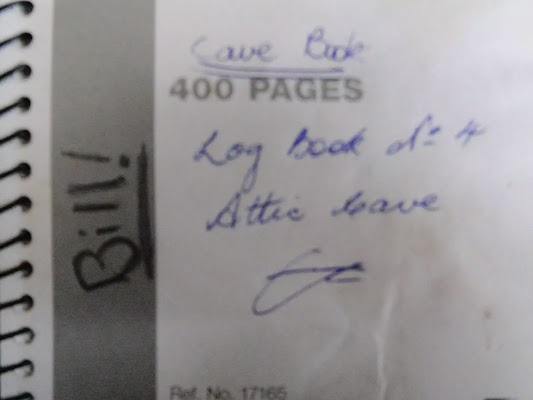 Cave Book
400 PAGES
Log Book No 4
Attic Cave
Bill!
Ref. No. 17165